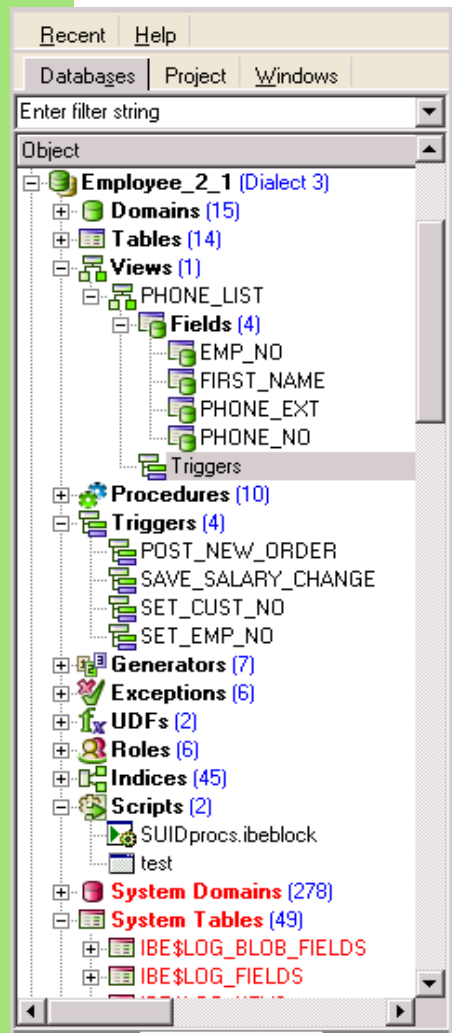 Recent Help
Databases Project Windows
Enter filter string
Object
Employee_2_1 (Dialect 3)
Domains (15)
Tables (14)
Views (1)
PHONE_LIST
Fields (4)
EMP_NO
FIRST_NAME
PHONE_EXT
PHONE_NO
Triggers
Procedures (10)
Triggers (4)
POST_NEW_ORDER
SAVE_SALARY_CHANGE
SET_CUST_NO
SET_EMP_NO
Generators (7)
Exceptions (6)
UDFs (2)
Roles (6)
Indices (45)
Scripts (2)
SUIDprocs.ibeblock
test
System Domains (278)
System Tables (49)
IBE$LOG_BLOB_FIELDS
IBE$LOG_FIELDS